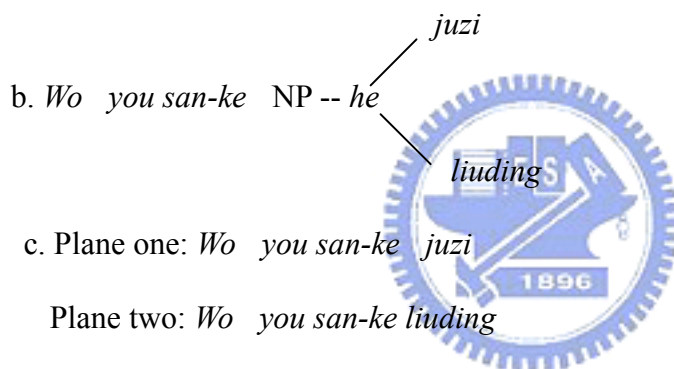 juzi
b. Wo you san-ke NP -- he
liuding
c. Plane one: Wo you san-ke juzi
Plane two: Wo you san-ke liuding
E S A
1896